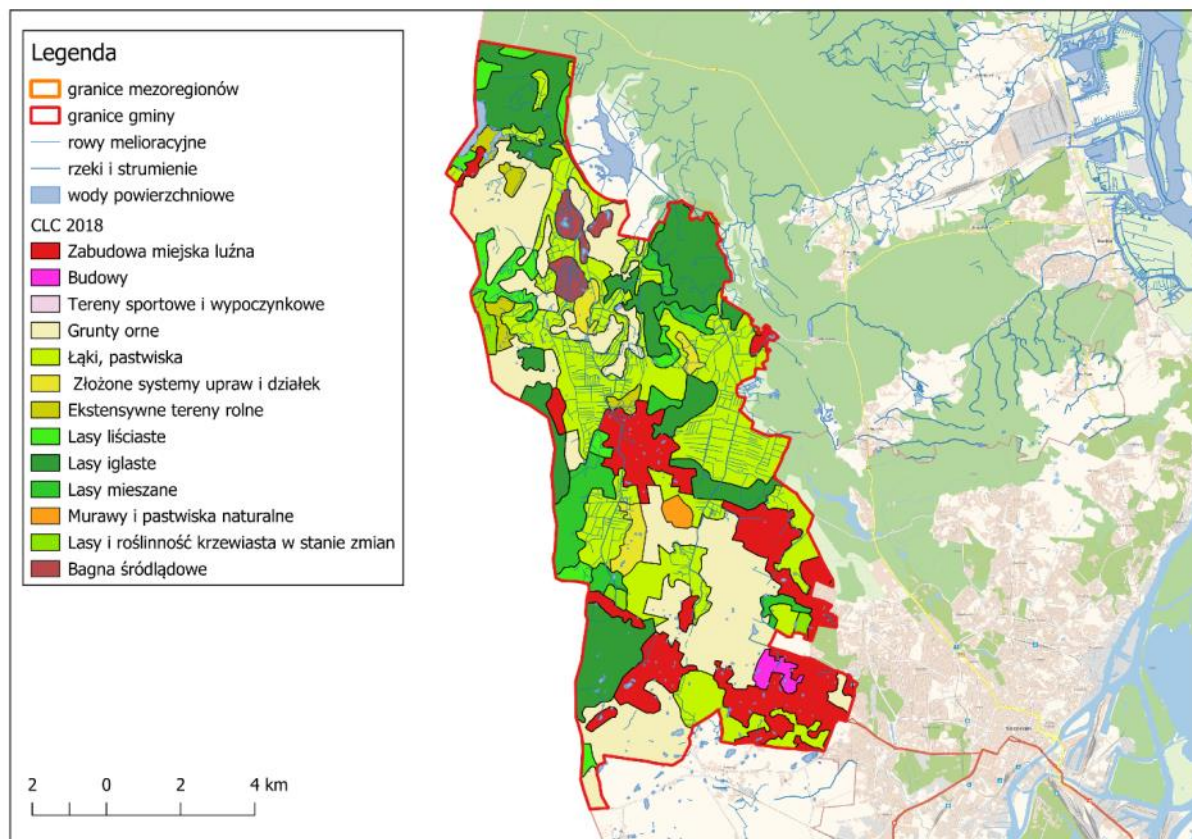 Legenda
granice mezoregionów
granice gminy
rowy melioracyjne
rzeki i strumienie
wody powierzchniowe
CLC 2018
Zabudowa miejska luźna
Budowy
Tereny sportowe i wypoczynkowe
Grunty orne
Łąki, pastwiska
Złożone systemy upraw i działek
Ekstensywne tereny rolne
Lasy liściaste
Lasy iglaste
Lasy mieszane
Murawy i pastwiska naturalne
Lasy i roślinność krzewiasta w stanie zmian
Bagna śródlądowe
2 0 2 4 km